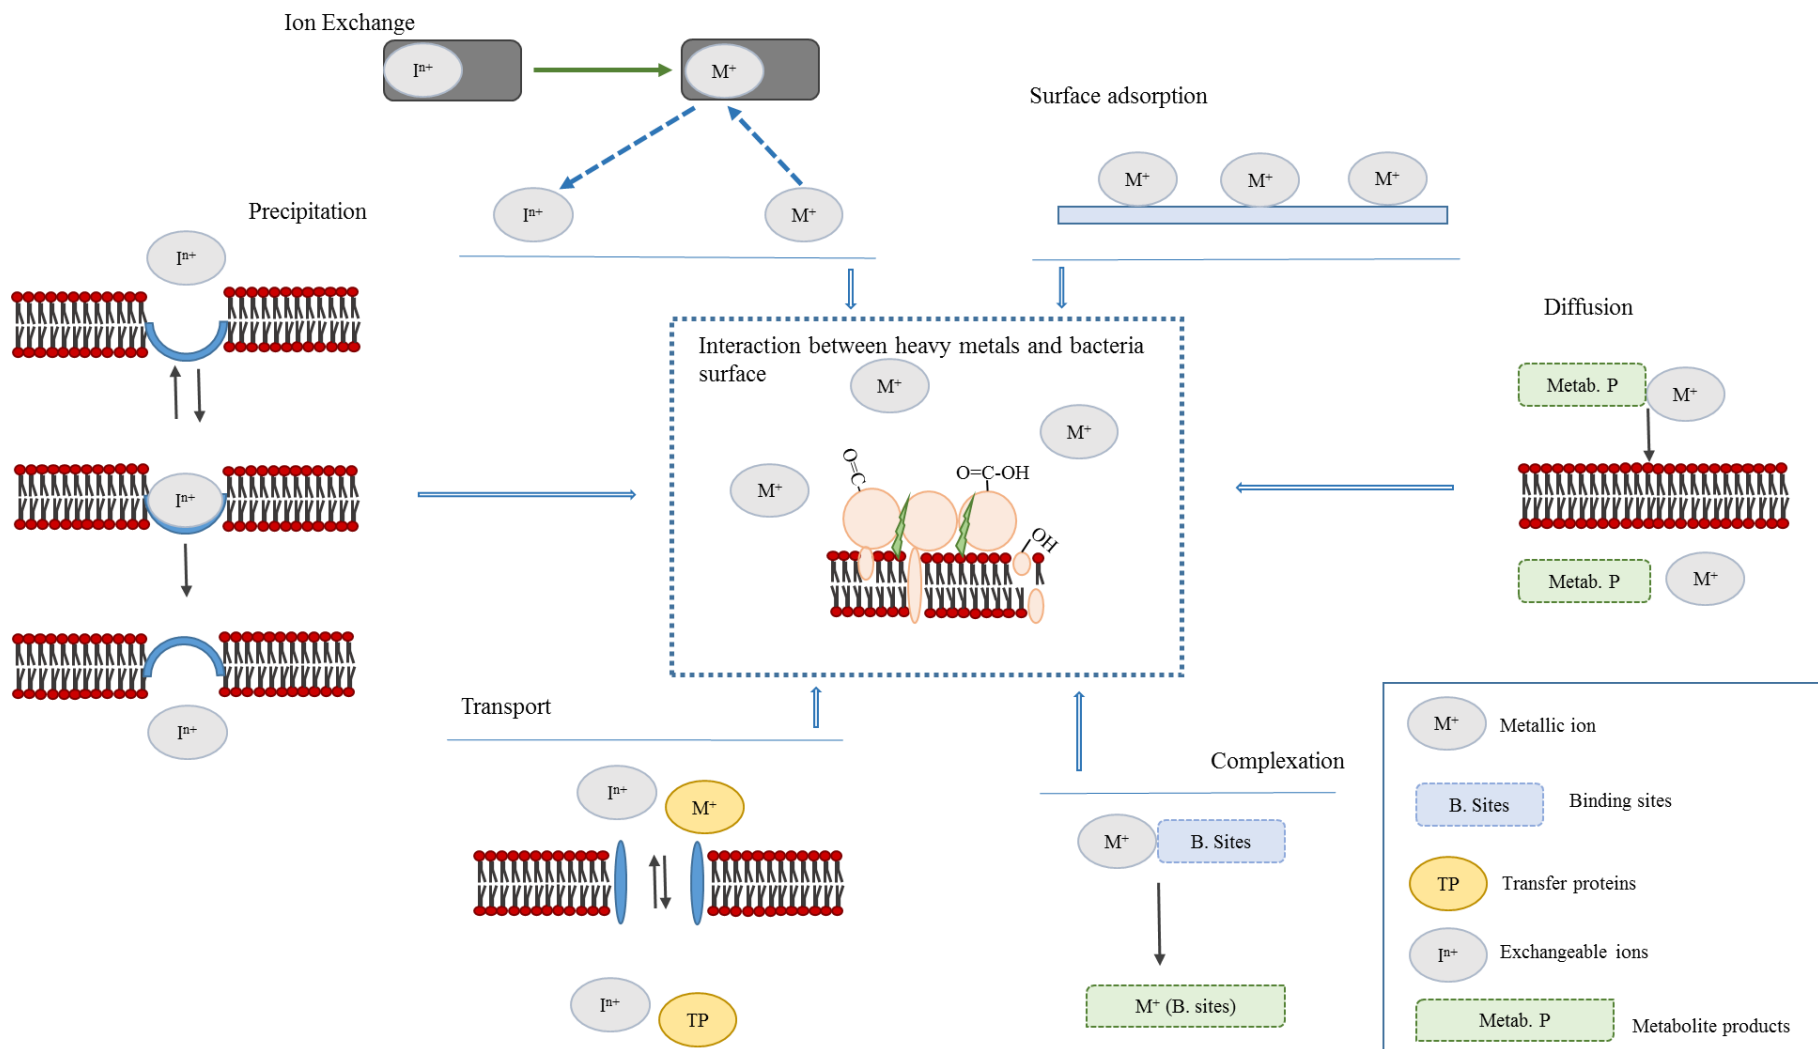 Ion Exchange
Iⁿ⁺
M⁺
Iⁿ⁺
M⁺
Surface adsorption
M⁺
M⁺
M⁺
Precipitation
Iⁿ⁺
Iⁿ⁺
Iⁿ⁺
Interaction between heavy metals and bacteria
surface
M⁺
M⁺
M⁺
O=C
O=C-OH
OH
Diffusion
Metab. P
M⁺
Metab. P
M⁺
Transport
Iⁿ⁺
M⁺
Iⁿ⁺
TP
Complexation
M⁺
B. Sites
M⁺ (B. sites)
M⁺ Metallic ion
B. Sites Binding sites
TP Transfer proteins
Iⁿ⁺ Exchangeable ions
Metab. P Metabolite products